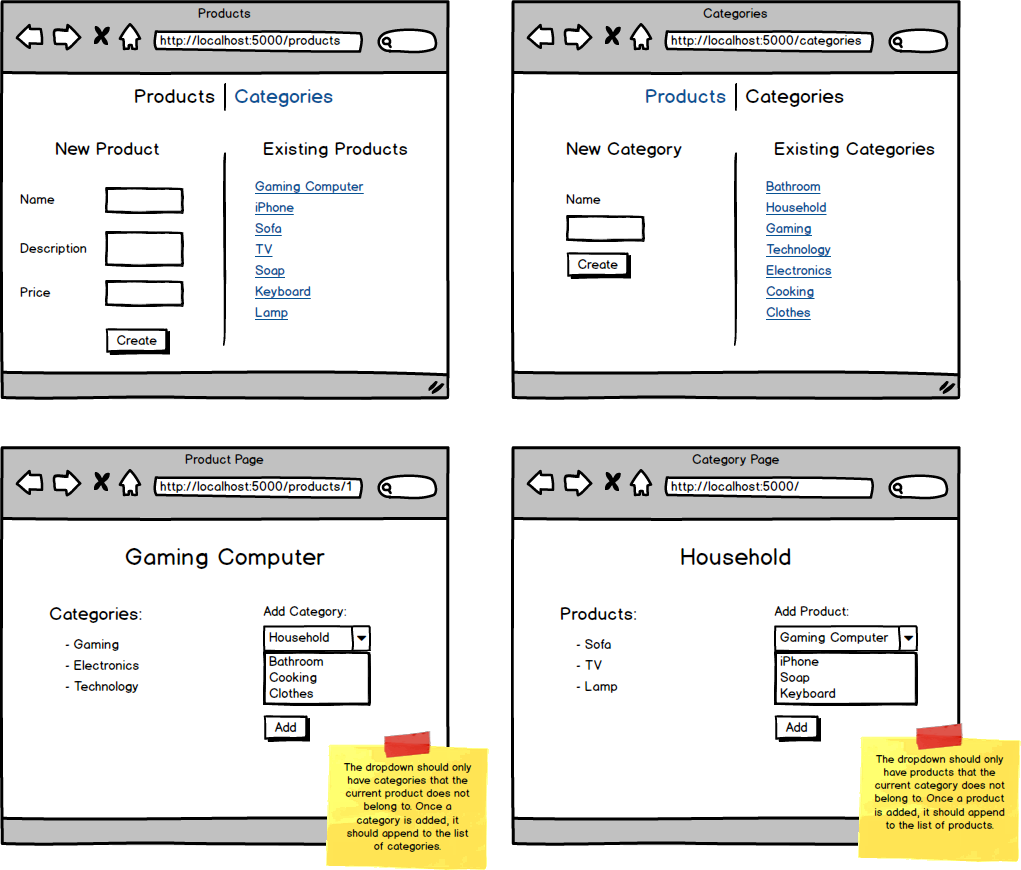 Products
http://localhost:5000/products
Products Categories
New Product
Name
Description
Price
Create
Existing Products
Gaming Computer
iPhone
Sofa
TV
Soap
Keyboard
Lamp
Categories
http://localhost:5000/categories
Products Categories
New Category
Name
Create
Existing Categories
Bathroom
Household
Gaming
Technology
Electronics
Cooking
Clothes
Product Page
http://localhost:5000/products/1
Gaming Computer
Categories:
- Gaming
- Electronics
- Technology
Add Category:
Household
Bathroom
Cooking
Clothes
Add
The dropdown should only
have categories that the
current product does not
belong to. Once a
category is added, it
should append to the list
of categories.
Category Page
http://localhost:5000/
Household
Products:
- Sofa
- TV
- Lamp
Add Product:
Gaming Computer
iPhone
Soap
Keyboard
Add
The dropdown should only
have products that the
current category does not
belong to. Once a product
is added, it should append
to the list of products.